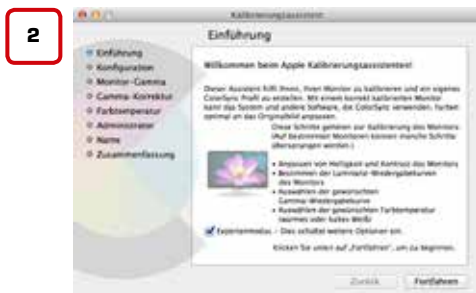 2
Kalibrierungsassistent
Einführung
Einführung
Konfiguration
Monitor-Gamma
Gamma-Korrektur
Farbtemperatur
Administrator
Name
Zusammenfassung
Willkommen beim Apple Kalibrierungsassistenten!
Dieser Assistent hilft Ihnen, Ihren Monitor zu kalibrieren und ein eigenes
ColorSync Profil zu erstellen. Mit einem korrekt kalibrierten Monitor
kann das System und andere Software, die ColorSync verwenden, Farben
optimal an das Originalbild anpassen.
Diese Schritte gehören zur Kalibrierung des Monitors.
(Auf bestimmten Monitoren können manche Schritte
übersprungen werden.)
• Anpassen von Helligkeit und Kontrast des Monitors
• Bestimmen der Luminanz-Wiedergabekurven
des Monitors
• Auswählen der gewünschten
Gamma-Wiedergabekurve
• Auswählen der gewünschten Farbtemperatur
(warmes oder kaltes Weiß)
Expertenmodus - Dies schaltet weitere Optionen ein.
Klicken Sie unten auf „Fortfahren“, um zu beginnen.
Zurück
Fortfahren